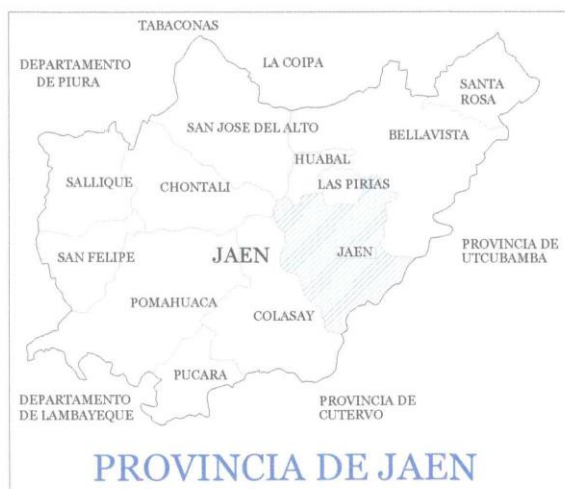 TABACONAS
DEPARTAMENTO
DE PIURA
LA COIPA
SANTA
ROSA
SAN JOSE DEL ALTO
BELLAVISTA
HUABAL
SALLIQUE
CHONTALI
LAS PIRIAS
SAN FELIPE
JAEN
JAEN
PROVINCIA DE
UTCUBAMBA
POMAHUACA
COLASAY
PUCARA
DEPARTAMENTO
DE LAMBAYEQUE
PROVINCIA DE
CUTERVO
PROVINCIA DE JAEN